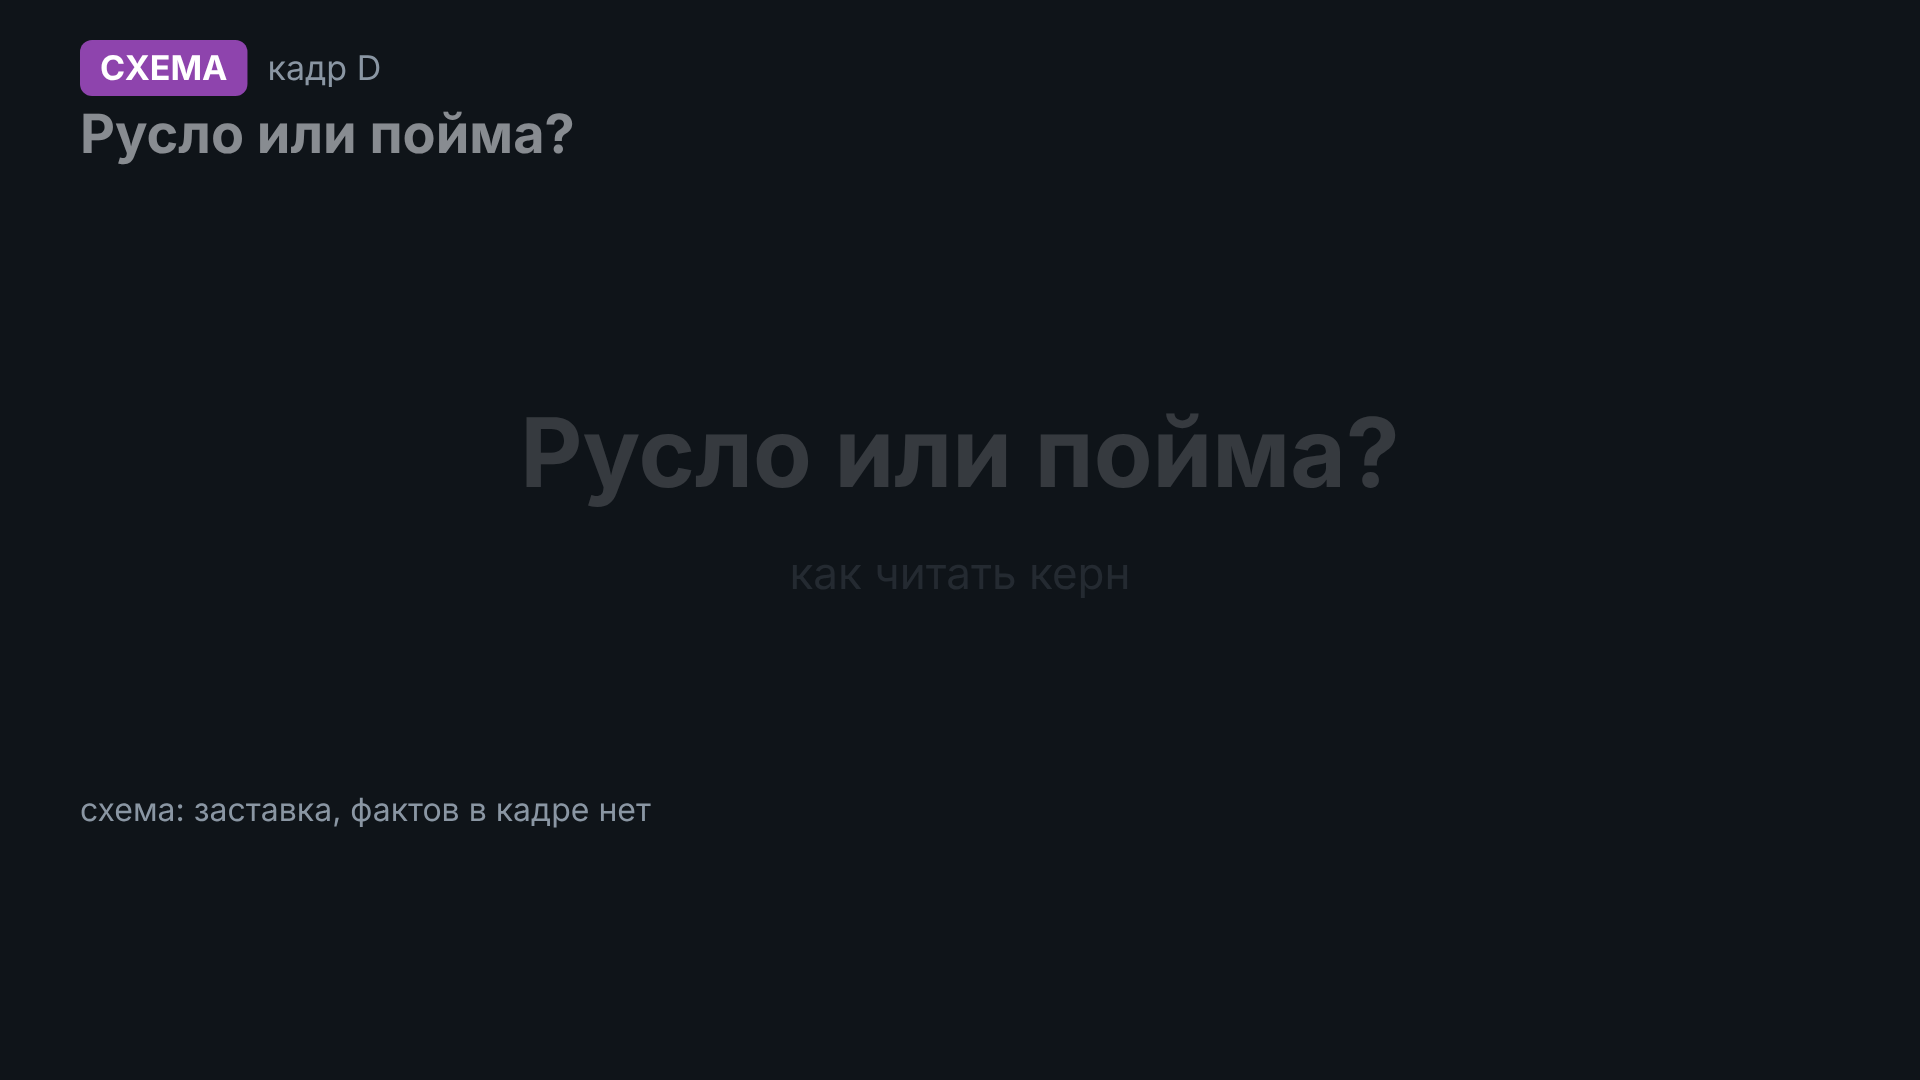 СХЕМА кадр D
Русло или пойма?
Русло или пойма?
как читать керн
схема: заставка, фактов в кадре нет